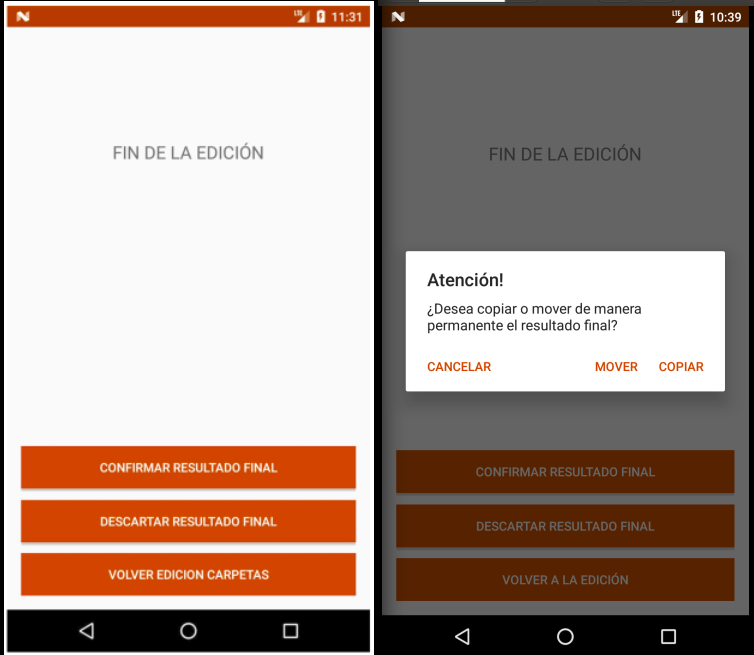 LTE 11:31
FIN DE LA EDICIÓN
CONFIRMAR RESULTADO FINAL
DESCARTAR RESULTADO FINAL
VOLVER EDICION CARPETAS
LTE 10:39
FIN DE LA EDICIÓN
Atención!
¿Desea copiar o mover de manera
permanente el resultado final?
CANCELAR MOVER COPIAR
CONFIRMAR RESULTADO FINAL
DESCARTAR RESULTADO FINAL
VOLVER A LA EDICIÓN